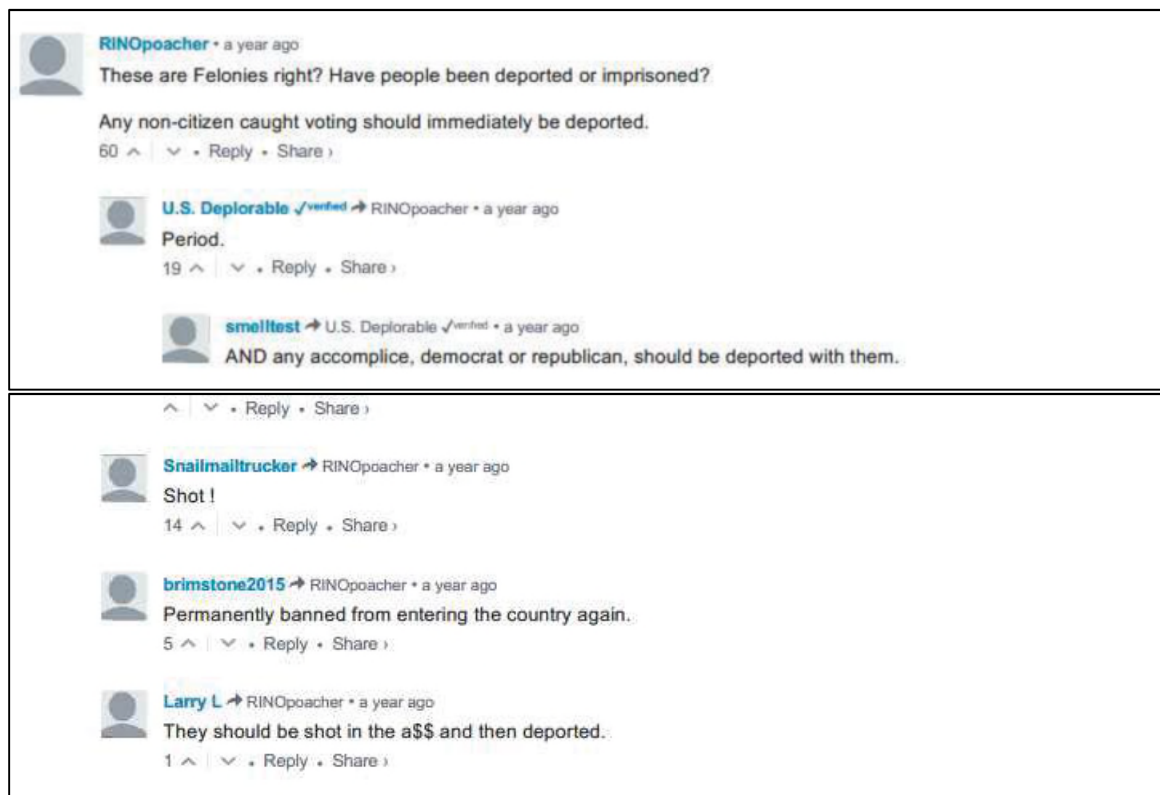 RINOpoacher • a year ago
These are Felonies right? Have people been deported or imprisoned?
Any non-citizen caught voting should immediately be deported.
60 • Reply • Share ›
U.S. Deplorable ✓verified → RINOpoacher • a year ago
Period.
19 • Reply • Share ›
smelltest → U.S. Deplorable ✓verified • a year ago
AND any accomplice, democrat or republican, should be deported with them.
• Reply • Share ›
Snailmailtrucker → RINOpoacher • a year ago
Shot !
14 • Reply • Share ›
brimstone2015 → RINOpoacher • a year ago
Permanently banned from entering the country again.
5 • Reply • Share ›
Larry L → RINOpoacher • a year ago
They should be shot in the a$$ and then deported.
1 • Reply • Share ›